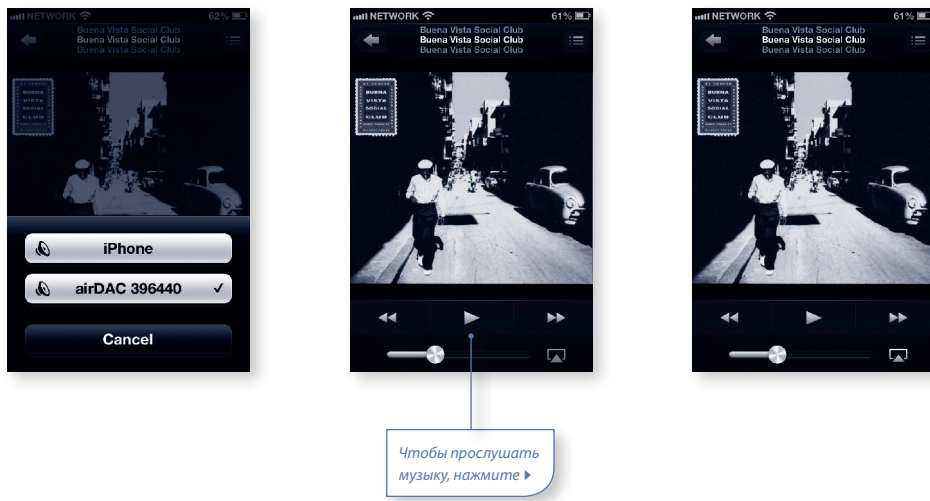 NETWORK 62%
Buena Vista Social Club
Buena Vista Social Club
Buena Vista Social Club
BUENA
VISTA
SOCIAL
CLUB
iPhone
airDAC 396440
Cancel
NETWORK 61%
Buena Vista Social Club
Buena Vista Social Club
Buena Vista Social Club
BUENA
VISTA
SOCIAL
CLUB
Чтобы прослушать
музыку, нажмите
NETWORK 61%
Buena Vista Social Club
Buena Vista Social Club
Buena Vista Social Club
BUENA
VISTA
SOCIAL
CLUB